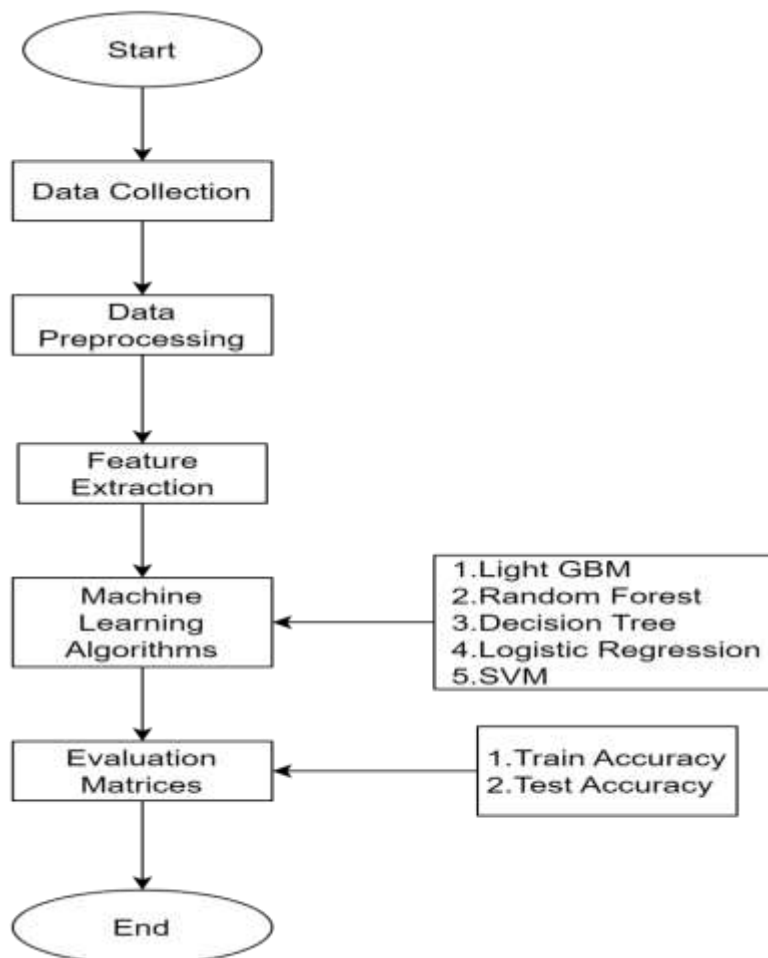 Start
Data Collection
Data
Preprocessing
Feature
Extraction
Machine
Learning
Algorithms
1.Light GBM
2.Random Forest
3.Decision Tree
4.Logistic Regression
5.SVM
Evaluation
Matrices
1.Train Accuracy
2.Test Accuracy
End